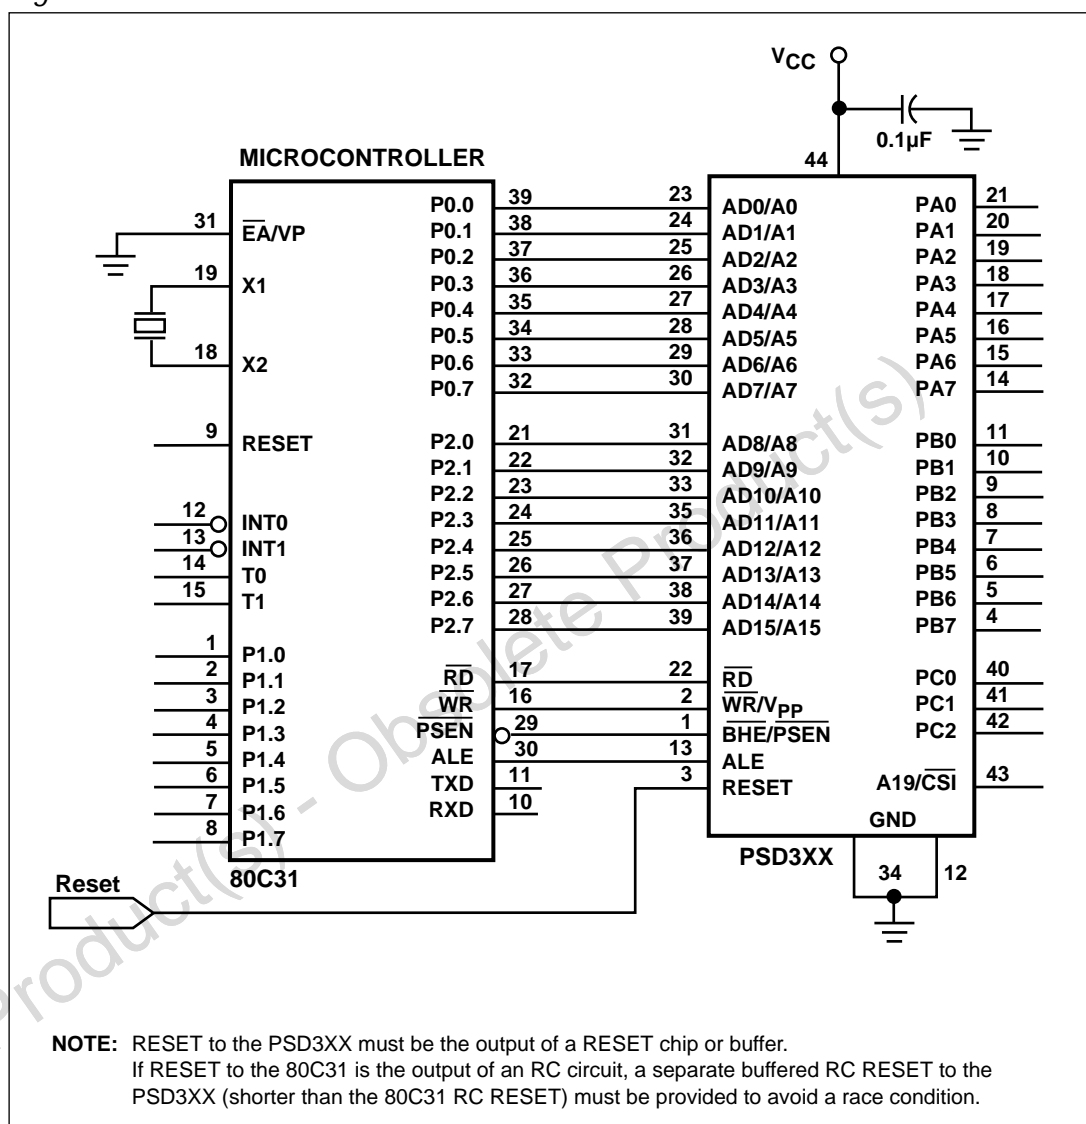 VCC
0.1µF
44
MICROCONTROLLER
31 EA/VP
19 X1
18 X2
9 RESET
12 INT0
13 INT1
14 T0
15 T1
1 P1.0
2 P1.1
3 P1.2
4 P1.3
5 P1.4
6 P1.5
7 P1.6
8 P1.7
P0.0 39
P0.1 38
P0.2 37
P0.3 36
P0.4 35
P0.5 34
P0.6 33
P0.7 32
P2.0 21
P2.1 22
P2.2 23
P2.3 24
P2.4 25
P2.5 26
P2.6 27
P2.7 28
RD 17
WR 16
PSEN 29
ALE 30
TXD 11
RXD 10
80C31
23 AD0/A0
24 AD1/A1
25 AD2/A2
26 AD3/A3
27 AD4/A4
28 AD5/A5
29 AD6/A6
30 AD7/A7
31 AD8/A8
32 AD9/A9
33 AD10/A10
35 AD11/A11
36 AD12/A12
37 AD13/A13
38 AD14/A14
39 AD15/A15
22 RD
2 WR/VPP
1 BHE/PSEN
13 ALE
3 RESET
PA0 21
PA1 20
PA2 19
PA3 18
PA4 17
PA5 16
PA6 15
PA7 14
PB0 11
PB1 10
PB2 9
PB3 8
PB4 7
PB5 6
PB6 5
PB7 4
PC0 40
PC1 41
PC2 42
A19/CSI 43
GND
PSD3XX
34 12
Reset
Product(s) - Obsolete Product(s)
NOTE: RESET to the PSD3XX must be the output of a RESET chip or buffer.
If RESET to the 80C31 is the output of an RC circuit, a separate buffered RC RESET to the
PSD3XX (shorter than the 80C31 RC RESET) must be provided to avoid a race condition.